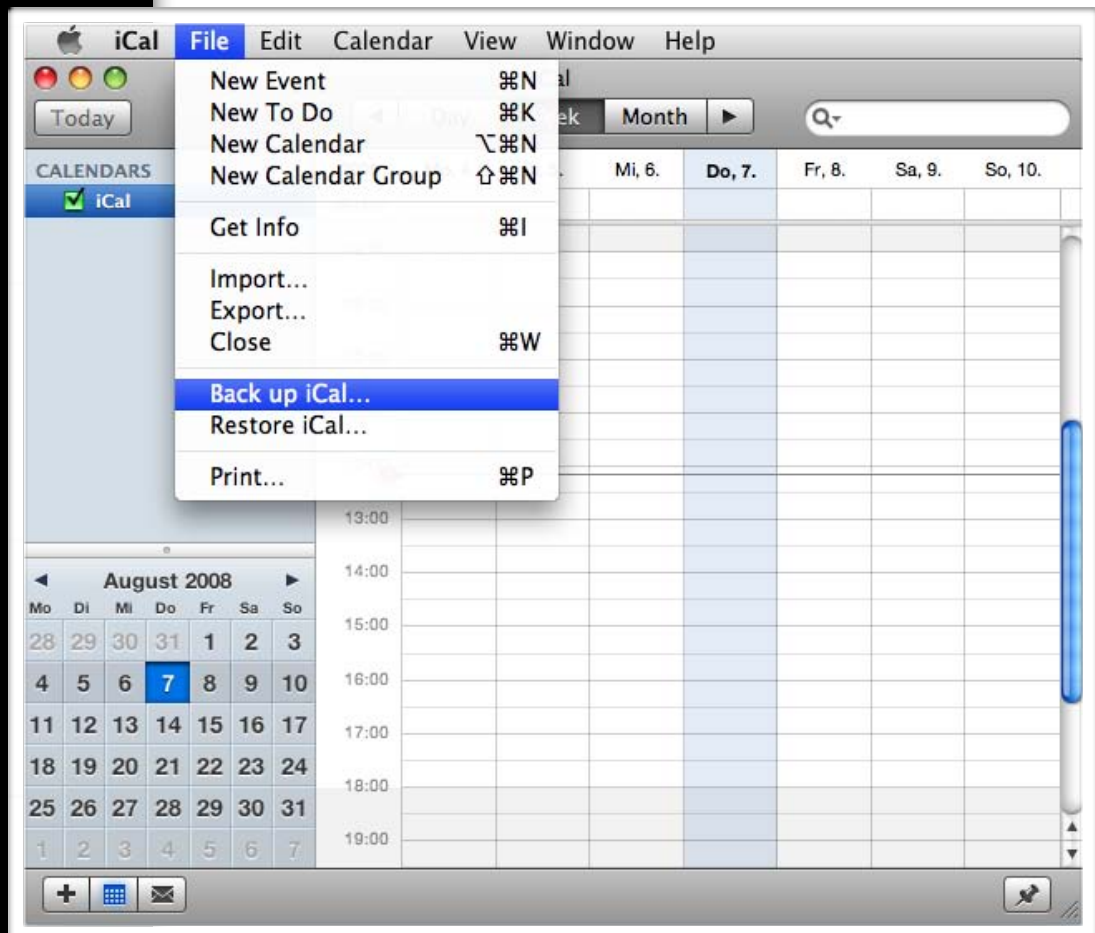 iCal File Edit Calendar View Window Help
New Event ⌘N
New To Do ⌘K
New Calendar ⌥⌘N
New Calendar Group ⇧⌘N
Get Info ⌘I
Import...
Export...
Close ⌘W
Back up iCal...
Restore iCal...
Print... ⌘P
Today Month
CALENDARS
iCal
Mi, 6. Do, 7. Fr, 8. Sa, 9. So, 10.
13:00
14:00
15:00
16:00
17:00
18:00
19:00
August 2008
Mo Di Mi Do Fr Sa So
28 29 30 31 1 2 3
4 5 6 7 8 9 10
11 12 13 14 15 16 17
18 19 20 21 22 23 24
25 26 27 28 29 30 31
1 2 3 4 5 6 7